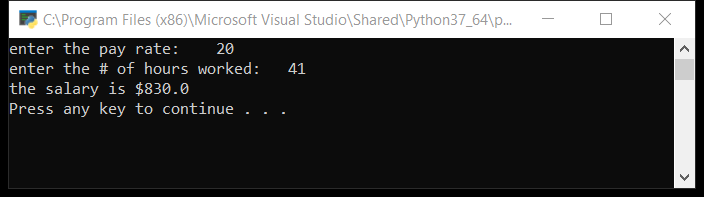 C:\Program Files (x86)\Microsoft Visual Studio\Shared\Python37_64\p...
enter the pay rate:    20
enter the # of hours worked:   41
the salary is $830.0
Press any key to continue . . .